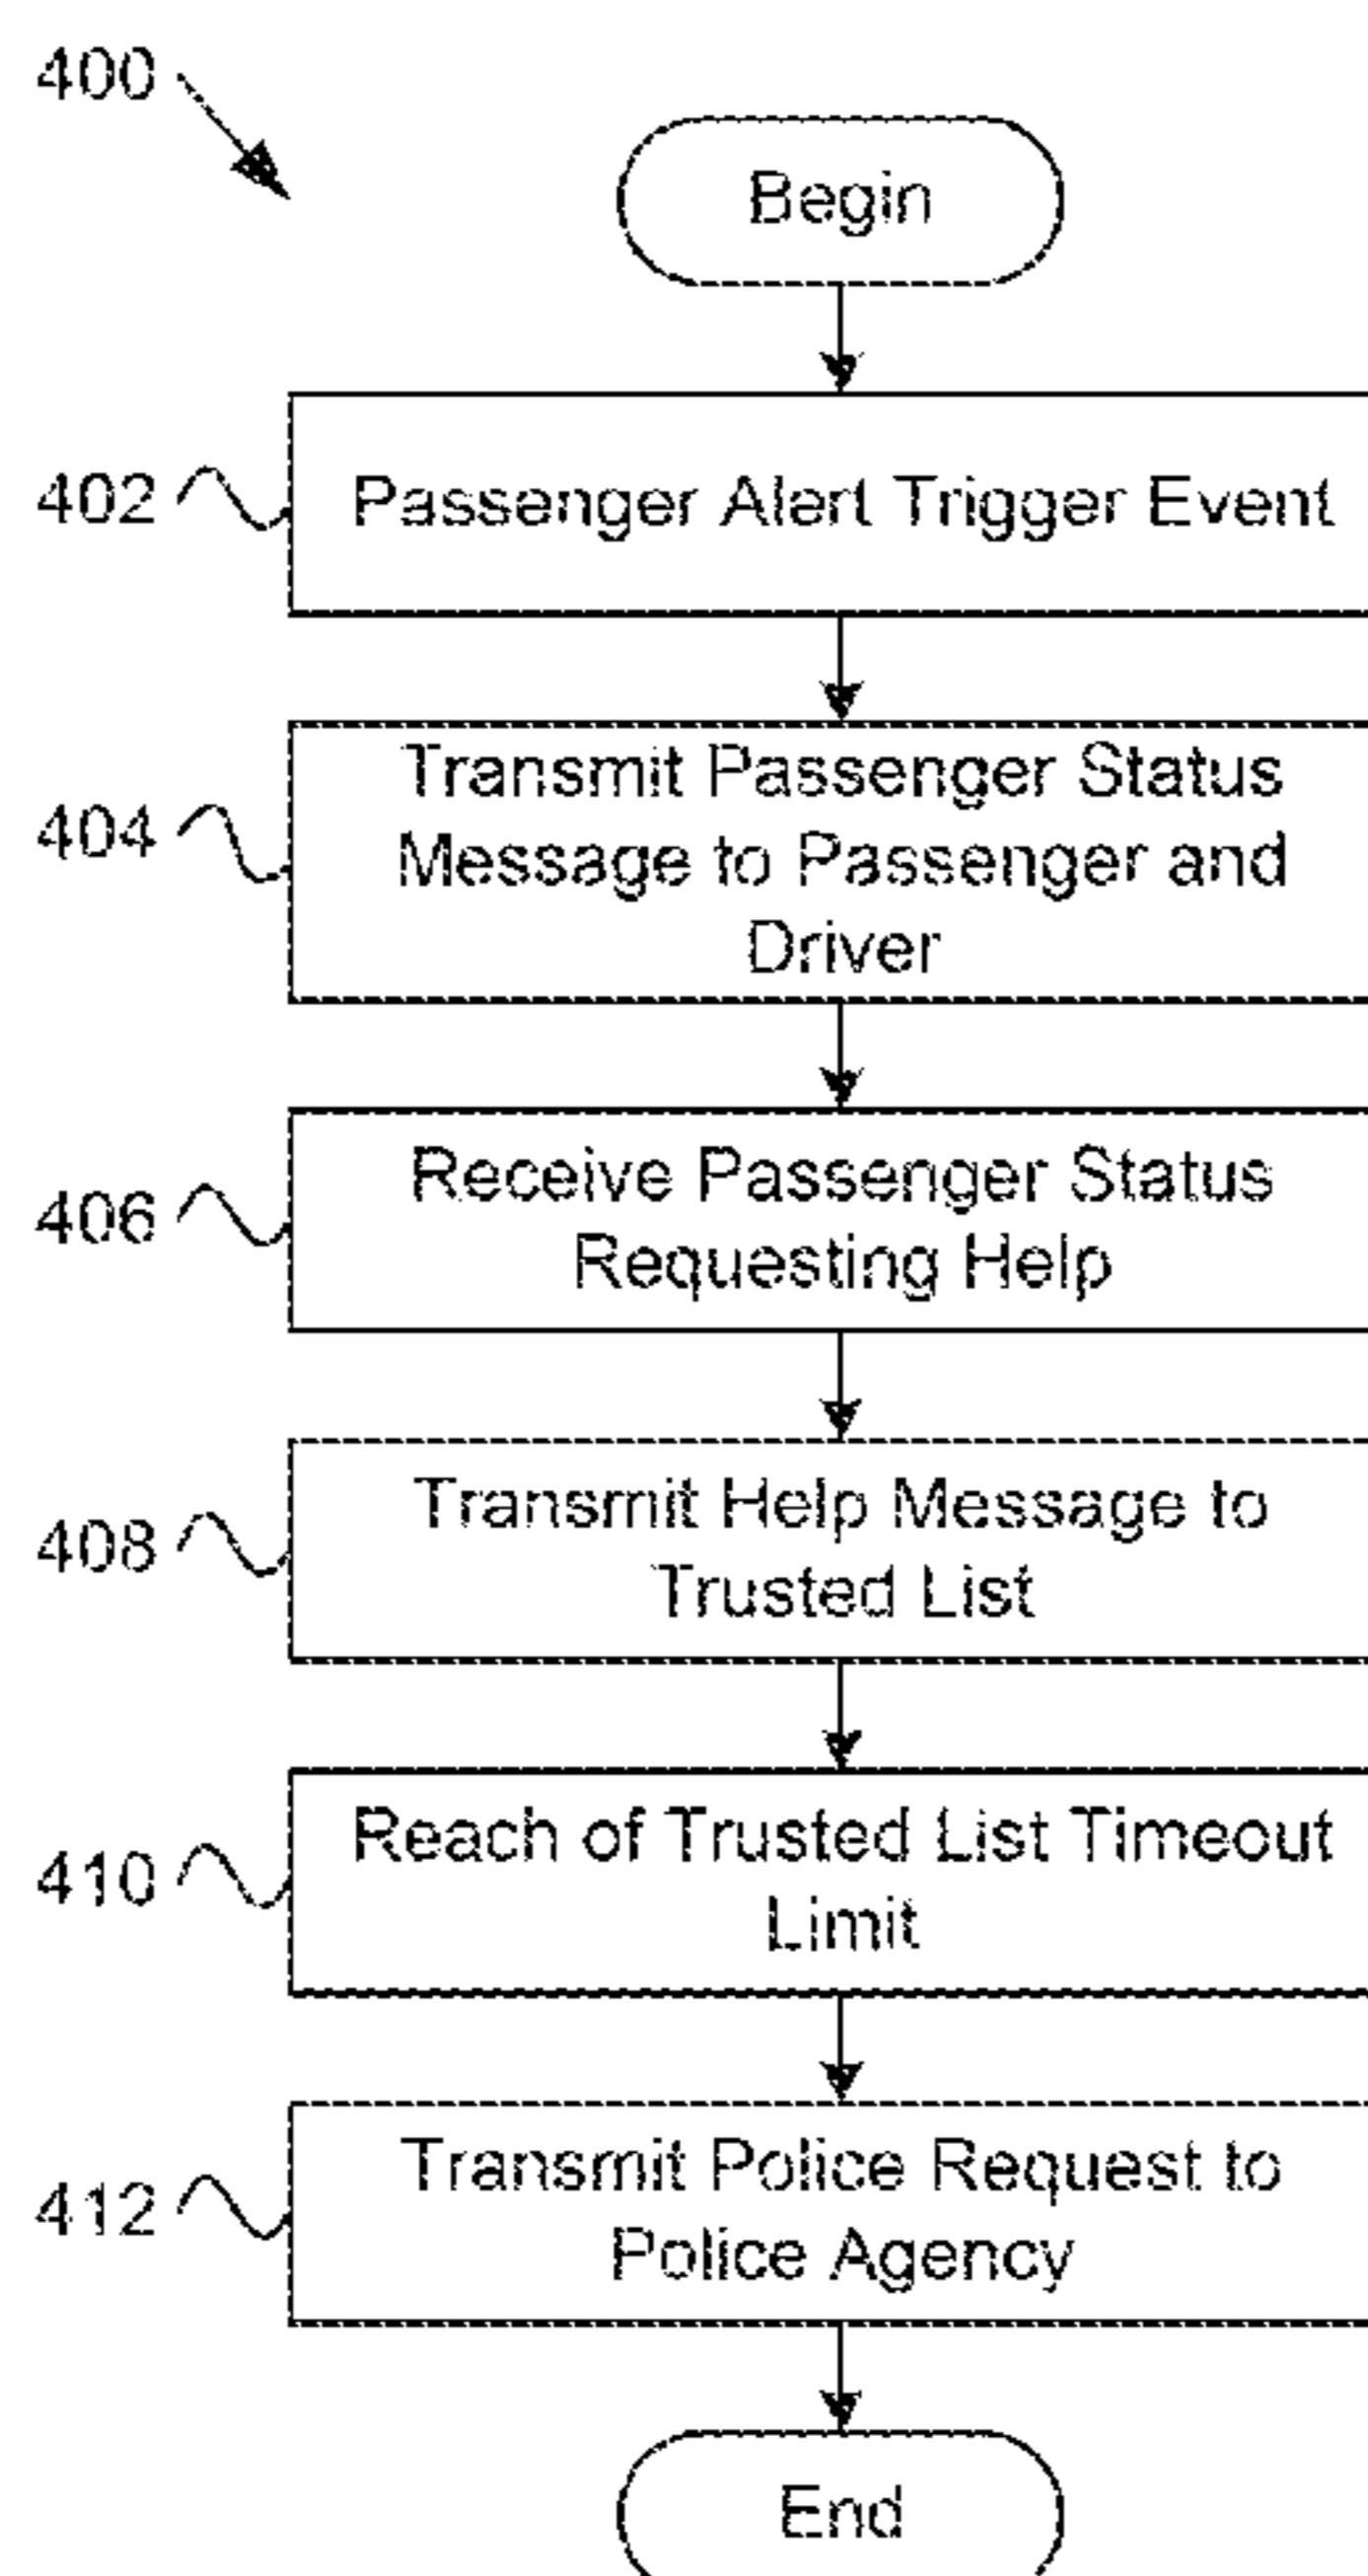 400
Begin
402
Passenger Alert Trigger Event
404
Transmit Passenger Status
Message to Passenger and
Driver
406
Receive Passenger Status
Requesting Help
408
Transmit Help Message to
Trusted List
410
Reach of Trusted List Timeout
Limit
412
Transmit Police Request to
Police Agency
End